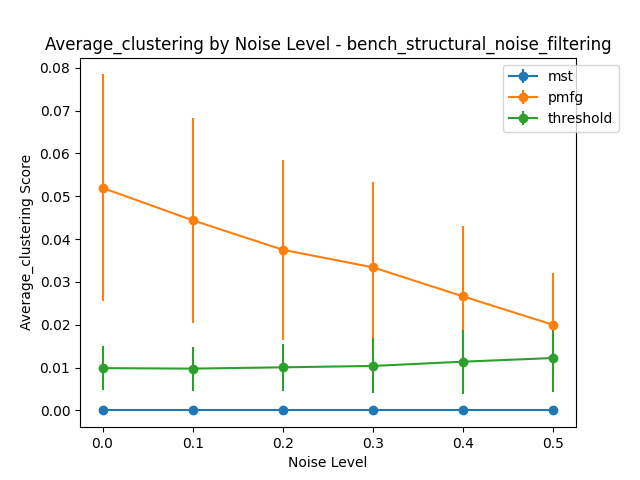 Average_clustering by Noise Level - bench_structural_noise_filtering
mst
pmfg
threshold
Average_clustering Score
0.08
0.07
0.06
0.05
0.04
0.03
0.02
0.01
0.00
0.0 0.1 0.2 0.3 0.4 0.5
Noise Level